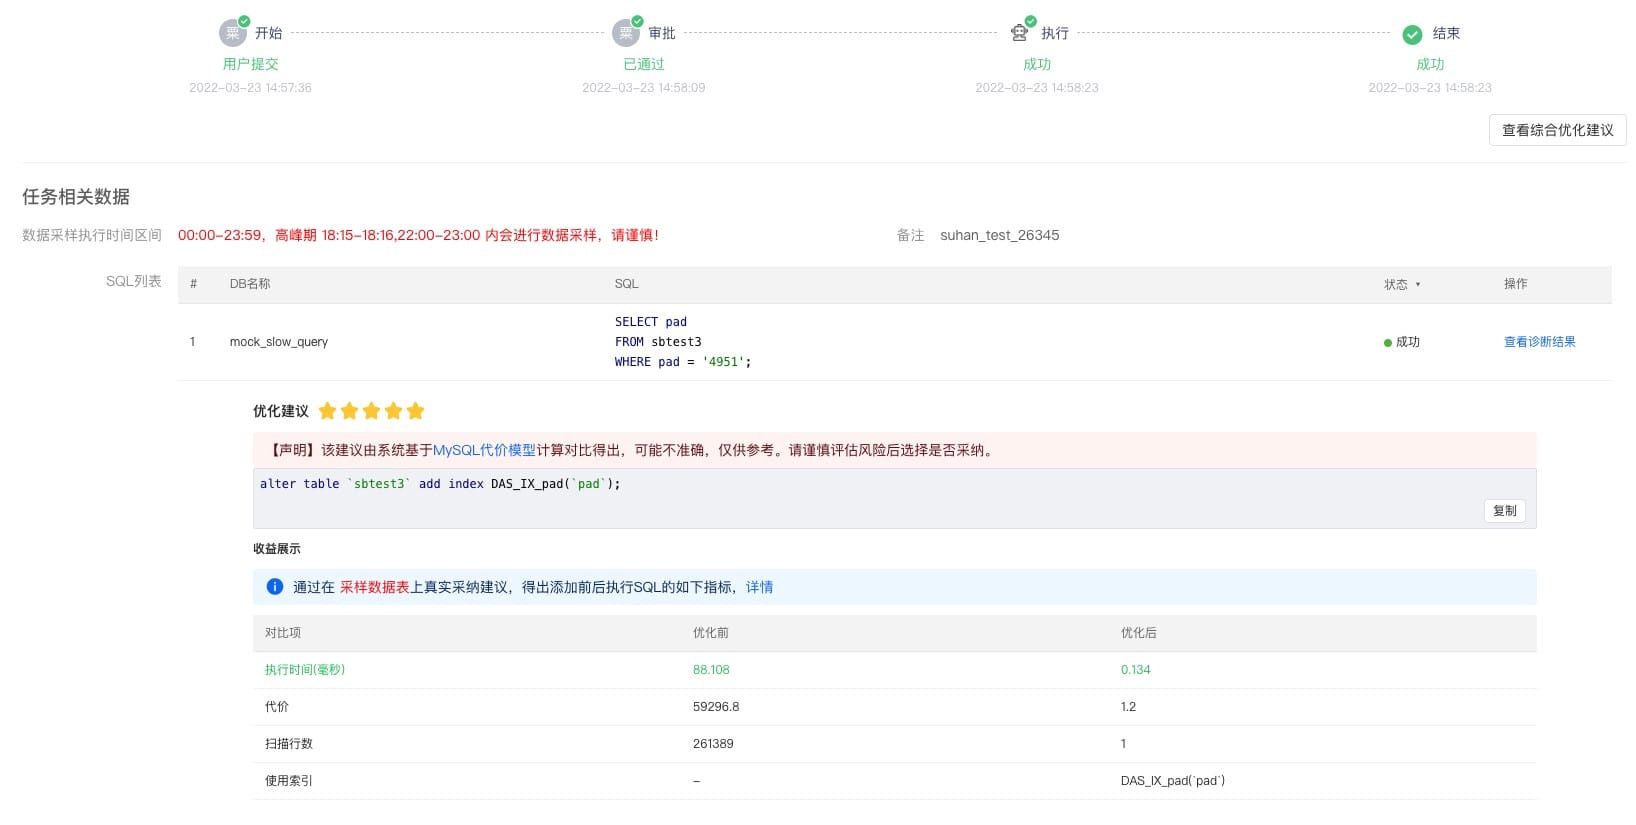 票 开始
票 审批
执行
结束
用户提交
已通过
成功
成功
2022-03-23 14:57:36
2022-03-23 14:58:09
2022-03-23 14:58:23
2022-03-23 14:58:23
查看综合优化建议
任务相关数据
数据采样执行时间区间 00:00-23:59，高峰期 18:15-18:16,22:00-23:00 内会进行数据采样，请谨慎！
备注 suhan_test_26345
SQL列表
# DB名称 SQL 状态 操作
1 mock_slow_query
SELECT pad
FROM sbtest3
WHERE pad = '4951';
成功
查看诊断结果
优化建议
【声明】该建议由系统基于MySQL代价模型计算对比得出，可能不准确，仅供参考。请谨慎评估风险后选择是否采纳。
alter table `sbtest3` add index DAS_IX_pad(`pad`);
复制
收益展示
通过在 采样数据表上真实采纳建议，得出添加前后执行SQL的如下指标，详情
对比项 优化前 优化后
执行时间(毫秒) 88.108 0.134
代价 59296.8 1.2
扫描行数 261389 1
使用索引 – DAS_IX_pad(`pad`)